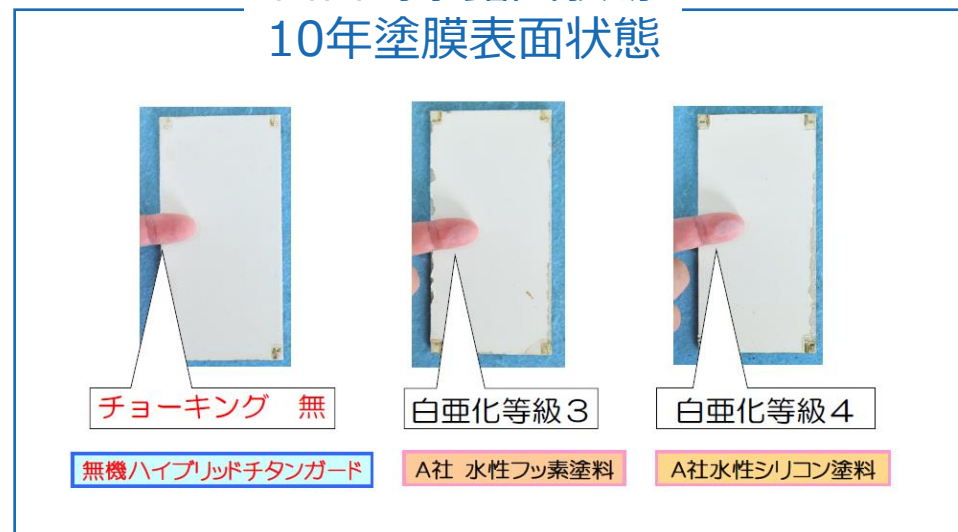 10年塗膜表面状態
チョーキング 無
白亜化等級3
白亜化等級4
無機ハイブリッドチタンガード
A社 水性フッ素塗料
A社水性シリコン塗料